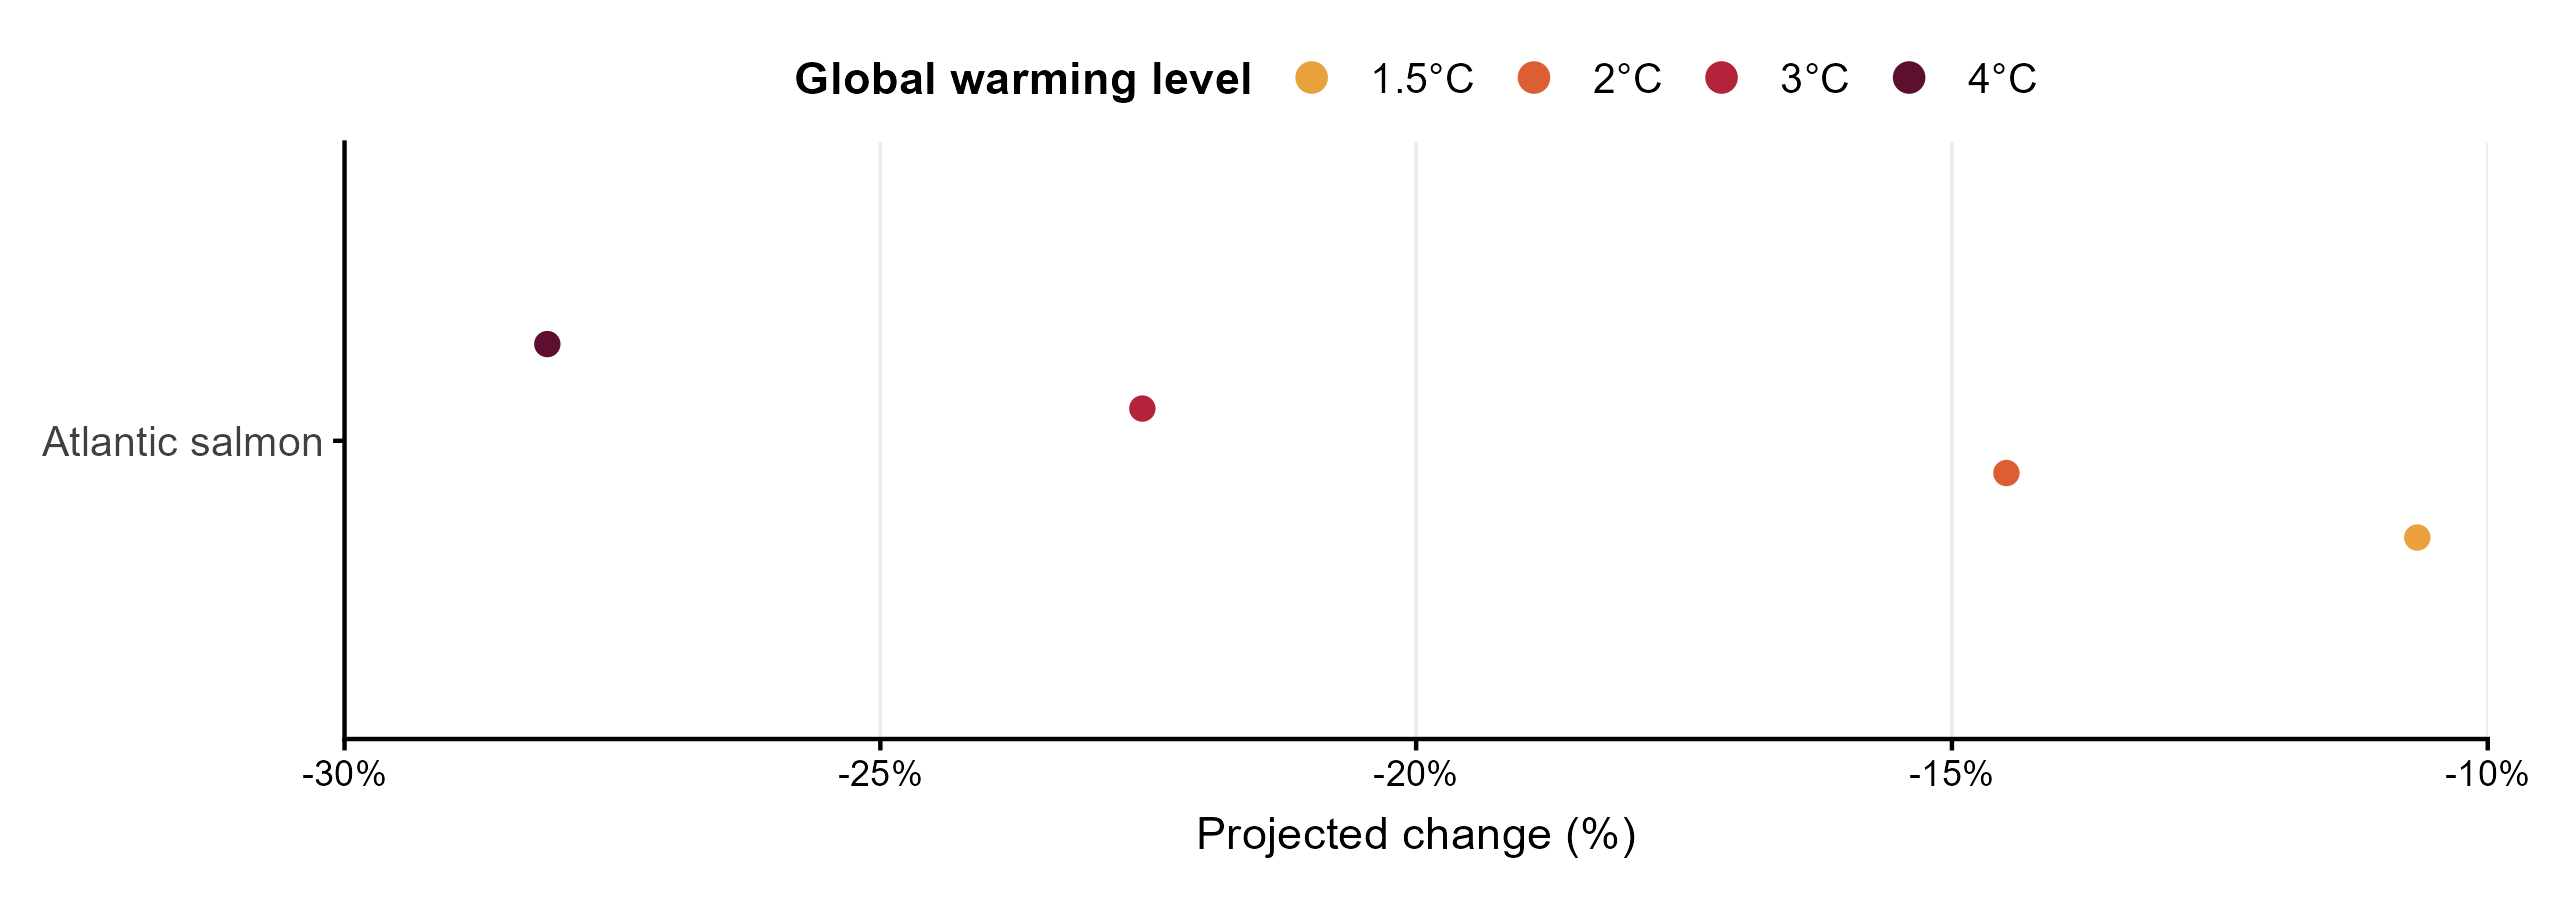 Global warming level 1.5°C 2°C 3°C 4°C
Atlantic salmon
-30% -25% -20% -15% -10%
Projected change (%)